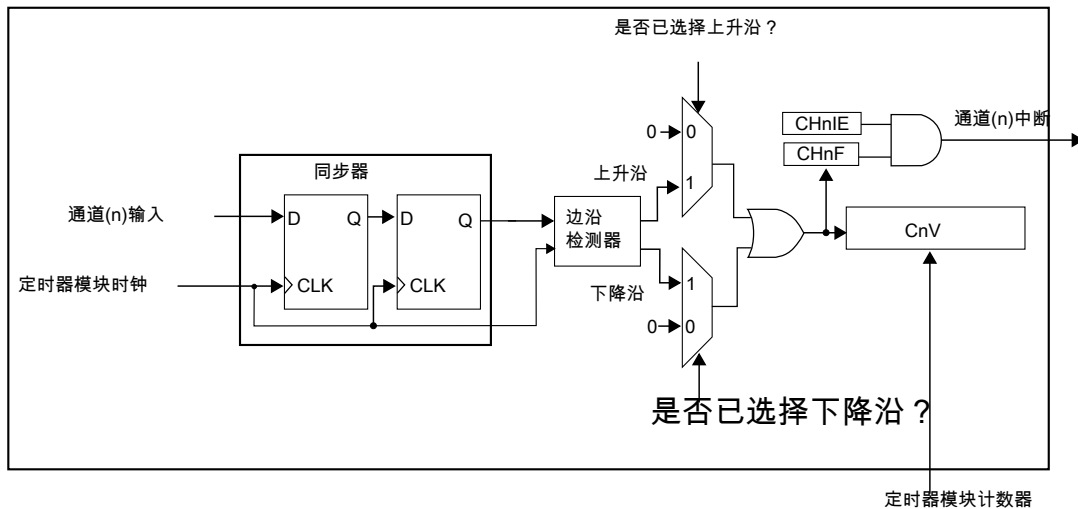 是否已选择上升沿？
0
0
CHnIE
通道(n)中断
CHnF
同步器
上升沿
1
通道(n)输入
D
Q
D
Q
边沿
检测器
CnV
定时器模块时钟
CLK
CLK
下降沿
1
0
0
是否已选择下降沿？
定时器模块计数器